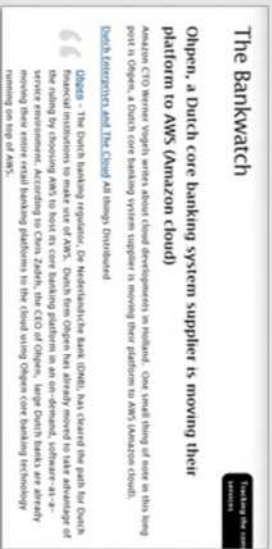 The Bankwatch
Tracking the con
services
Ohpen, a Dutch core banking system supplier is moving their
platform to AWS (Amazon cloud)
Amazon CTO Werner Vogels writes about cloud developments in Holland. One small thing of note in this long
post is Ohpen, a Dutch core banking system supplier is moving their platform to AWS (Amazon cloud).
Dutch Enterprises and The Cloud All things Distributed
Ohpen – The Dutch banking regulator, De Nederlandsche Bank (DNB), has cleared the path for Dutch
financial institutions to make use of AWS. Dutch firm Ohpen has already moved to take advantage of
the ruling by choosing AWS to host its core banking platform in an on-demand, software-as-a-
service environment. According to Chris Zadeh, the CEO of Ohpen, large Dutch banks are already
moving their entire retail banking platforms to the cloud using Ohpen core banking technology
running on top of AWS.